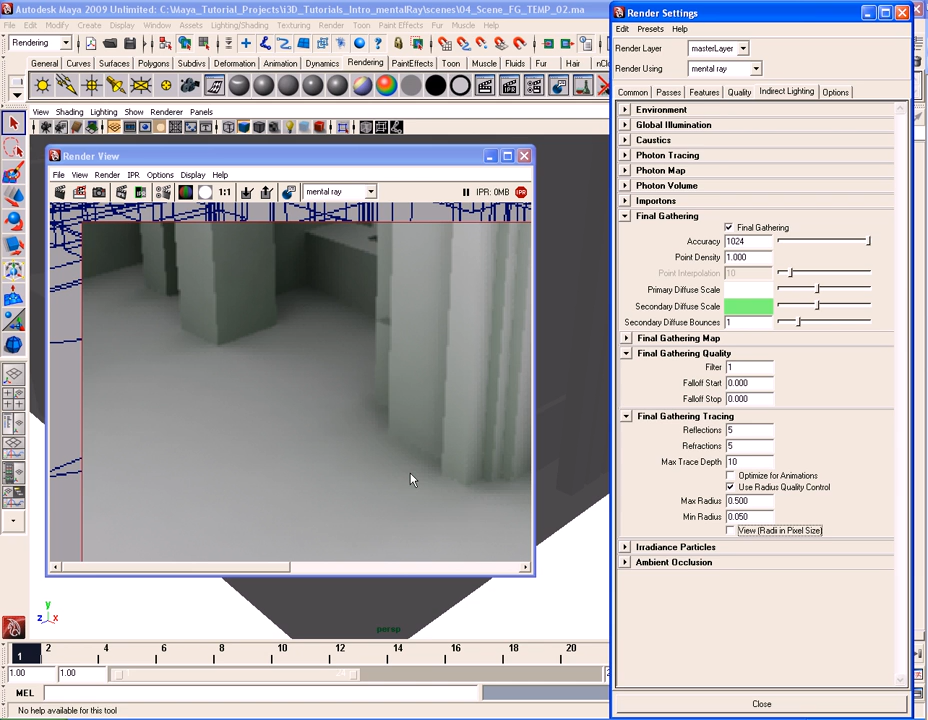 Autodesk Maya 2009 Unlimited: C:\Maya_Tutorial_Projects\i3D_Tutorials_Intro_mentalRay\scenes\04_Scene_FG_TEMP_02.ma
File Edit Modify Create Display Window Assets Lighting/Shading Texturing Render Toon Paint Effects Fur Muscle Help
Rendering
General Curves Surfaces Polygons Subdivs Deformation Animation Dynamics Rendering PaintEffects Toon Muscle Fluids Fur Hair nC
IPR
View Shading Lighting Show Renderer Panels
Render View
File View Render IPR Options Display Help
1:1 mental ray IPR: 0MB
persp
y
z x
1 2 4 6 8 10 12 14 16 18 20
1.00 1.00 1 24
MEL
No help available for this tool
Render Settings
Edit Presets Help
Render Layer masterLayer
Render Using mental ray
Common Passes Features Quality Indirect Lighting Options
Environment
Global Illumination
Caustics
Photon Tracing
Photon Map
Photon Volume
Importons
Final Gathering
Final Gathering
Accuracy 1024
Point Density 1.000
Point Interpolation 10
Primary Diffuse Scale
Secondary Diffuse Scale
Secondary Diffuse Bounces 1
Final Gathering Map
Final Gathering Quality
Filter 1
Falloff Start 0.000
Falloff Stop 0.000
Final Gathering Tracing
Reflections 5
Refractions 5
Max Trace Depth 10
Optimize for Animations
Use Radius Quality Control
Max Radius 0.500
Min Radius 0.050
View (Radii in Pixel Size)
Irradiance Particles
Ambient Occlusion
Close